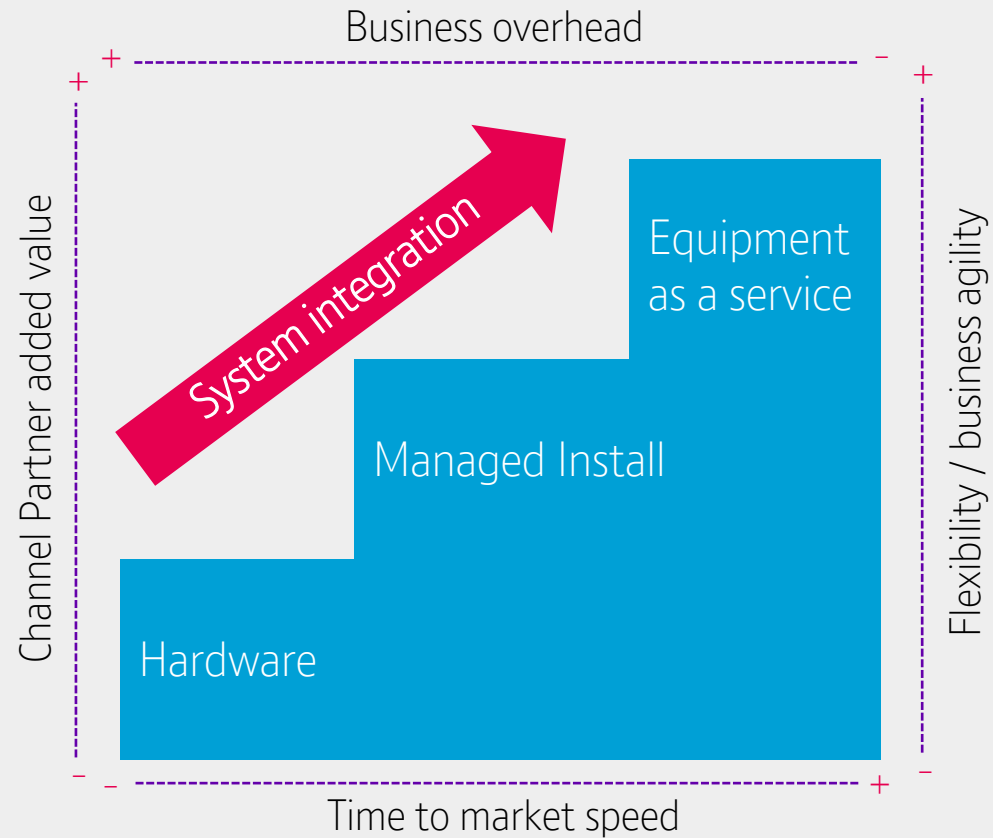 Business overhead
+ -
+
+
Channel Partner added value
System integration
Equipment
as a service
Flexibility / business agility
Managed Install
Hardware
-
-
- +
Time to market speed